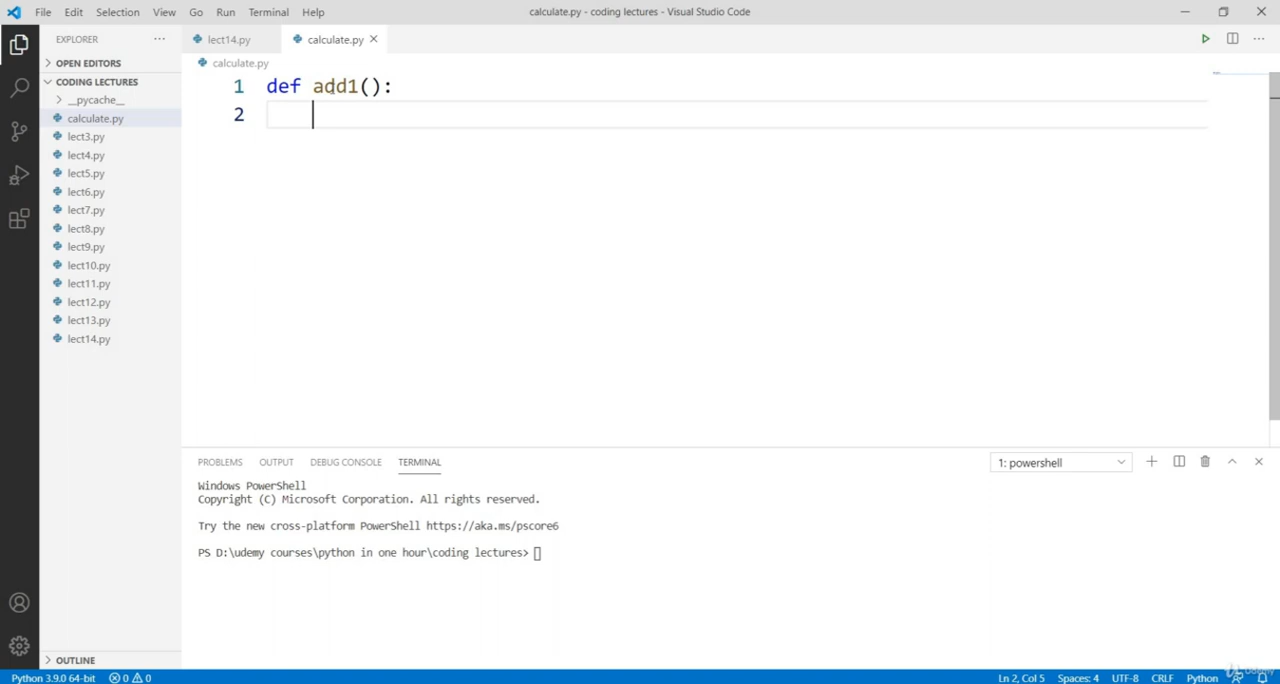 File Edit Selection View Go Run Terminal Help calculate.py - coding lectures - Visual Studio Code
EXPLORER ··· lect14.py calculate.py
OPEN EDITORS
calculate.py
CODING LECTURES
__pycache__
calculate.py
lect3.py
lect4.py
lect5.py
lect6.py
lect7.py
lect8.py
lect9.py
lect10.py
lect11.py
lect12.py
lect13.py
lect14.py
OUTLINE
1 def add1():
2
PROBLEMS OUTPUT DEBUG CONSOLE TERMINAL 1: powershell
Windows PowerShell
Copyright (C) Microsoft Corporation. All rights reserved.
Try the new cross-platform PowerShell https://aka.ms/pscore6
PS D:\udemy courses\python in one hour\coding lectures>
Python 3.9.0 64-bit 0 0 Ln 2, Col 5 Spaces: 4 UTF-8 CRLF Python
Udemy